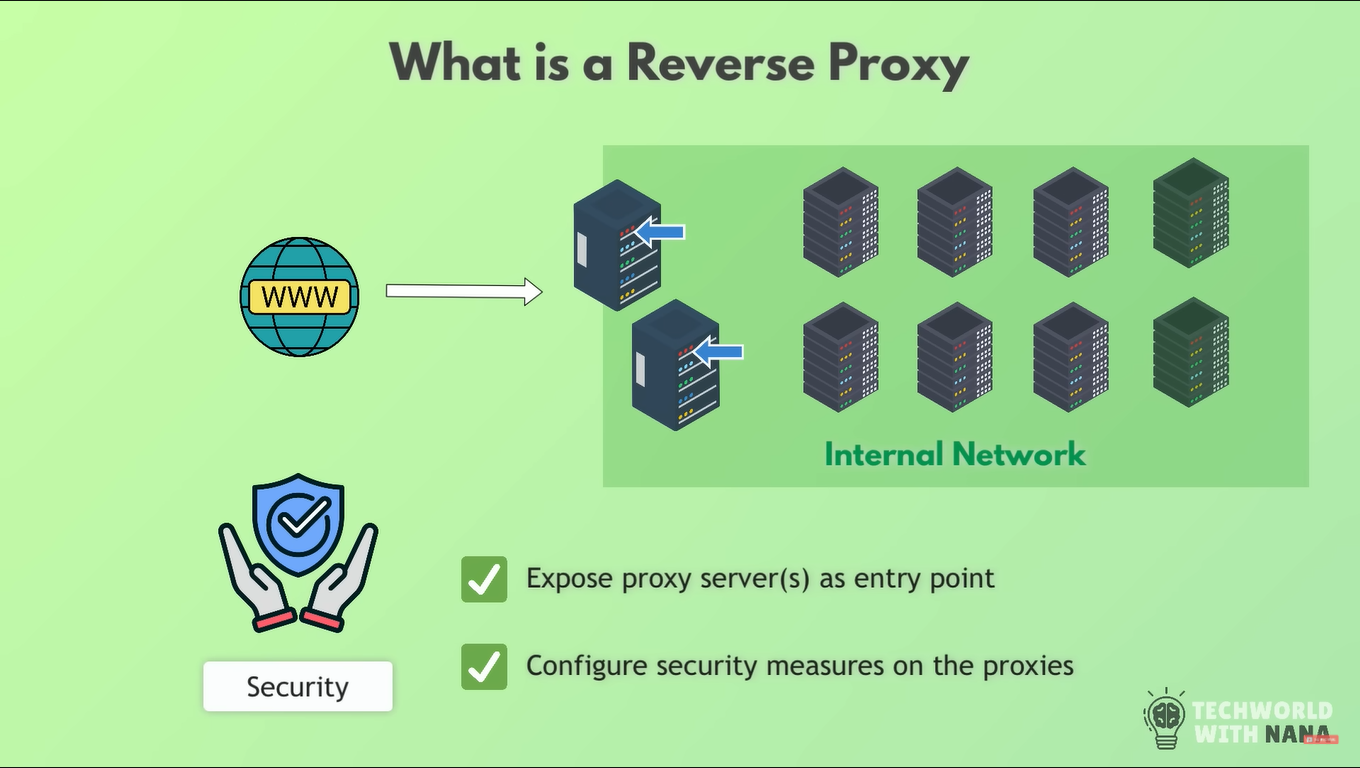 What is a Reverse Proxy
WWW
Internal Network
Expose proxy server(s) as entry point
Configure security measures on the proxies
Security
TECHWORLD
WITH NANA